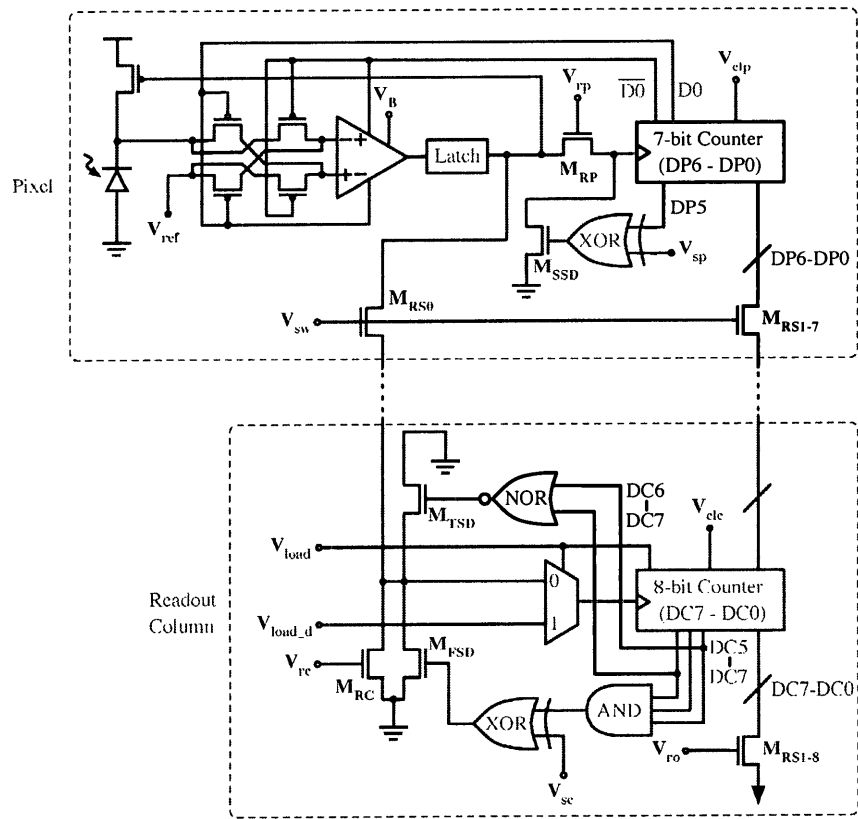 V_B
V_rp
D̅0̅
D0
V_clp
7-bit Counter
(DP6 - DP0)
Latch
M_RP
Pixel
V_ref
XOR
DP5
V_sp
M_SSD
DP6-DP0
M_RS0
V_sw
M_RS1-7
NOR
M_TSD
DC6
DC7
V_clc
V_load
0
8-bit Counter
(DC7 - DC0)
Readout
Column
V_load_d
1
M_FSD
DC5
DC7
V_rc
M_RC
XOR
AND
DC7-DC0
V_ro
M_RS1-8
V_sc